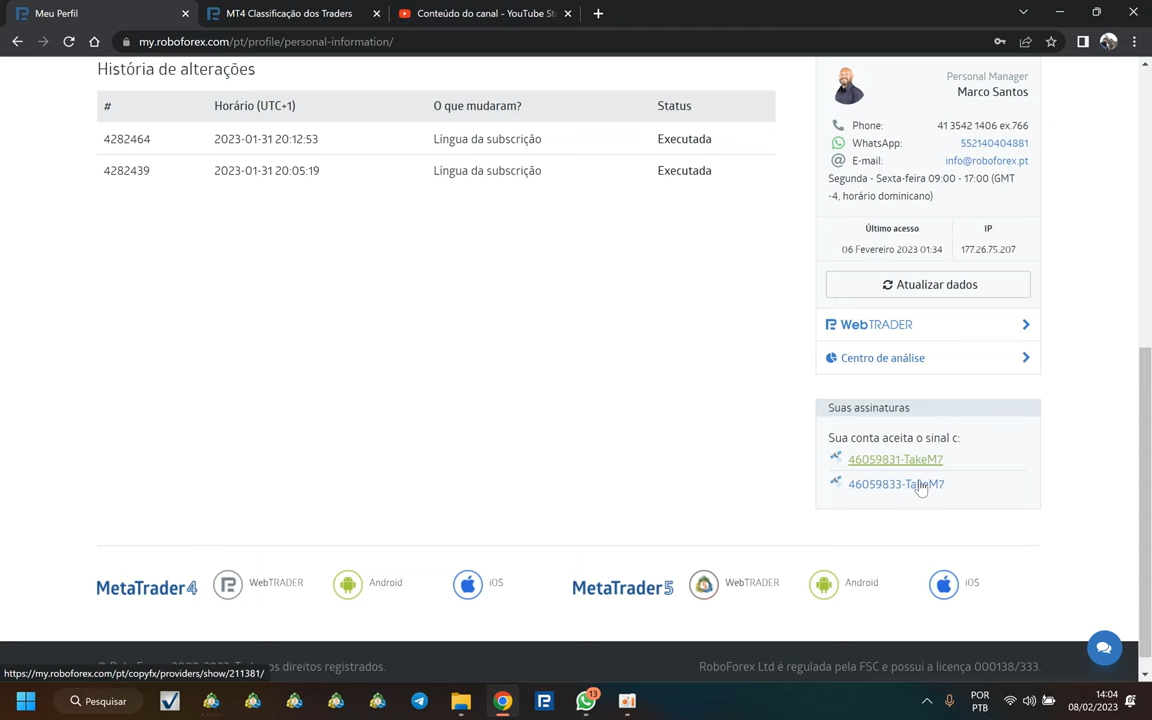 Meu Perfil
MT4 Classificação dos Traders
Conteúdo do canal - YouTube St
my.roboforex.com/pt/profile/personal-information/
História de alterações
# Horário (UTC+1) O que mudaram? Status
4282464 2023-01-31 20:12:53 Língua da subscrição Executada
4282439 2023-01-31 20:05:19 Língua da subscrição Executada
Personal Manager
Marco Santos
Phone: 41 3542 1406 ex.766
WhatsApp: 552140404881
E-mail: info@roboforex.pt
Segunda - Sexta-feira 09:00 - 17:00 (GMT
-4, horário dominicano)
Último acesso IP
06 Fevereiro 2023 01:34 177.26.75.207
Atualizar dados
WebTRADER
Centro de análise
Suas assinaturas
Sua conta aceita o sinal c:
46059831-TakeM7
46059833-TakeM7
MetaTrader4 WebTRADER Android iOS MetaTrader5 WebTRADER Android iOS
os direitos registrados. RoboForex Ltd é regulada pela FSC e possui a licença 000138/333.
https://my.roboforex.com/pt/copyfx/providers/show/211381/
Pesquisar
13
POR
PTB
14:04
08/02/2023